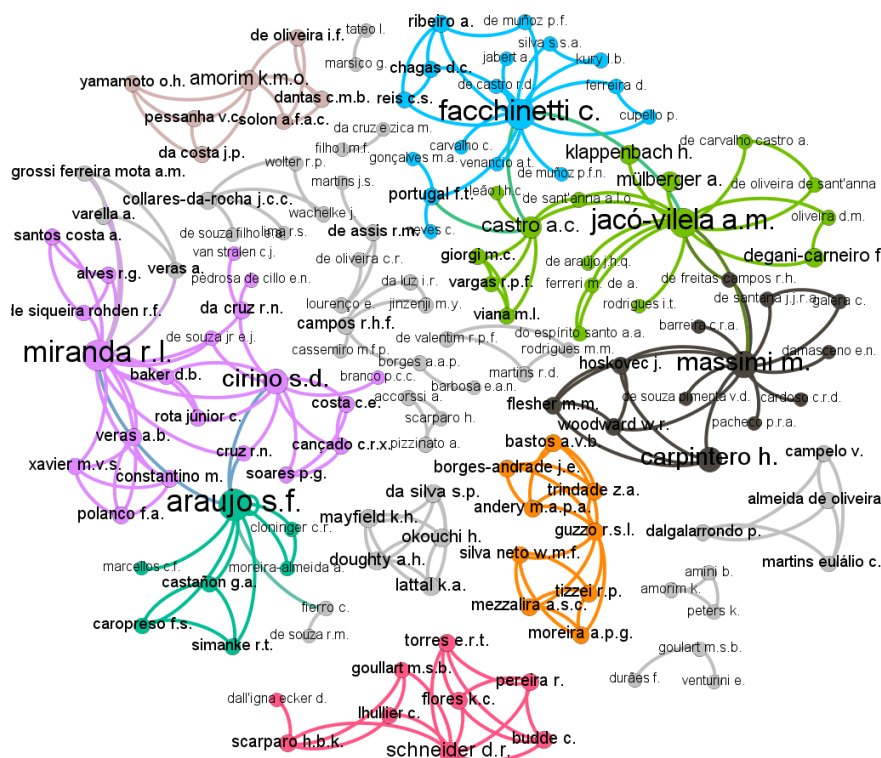 tateo l.
ribeiro a.
de muñoz p.f.
de oliveira i.f.
marsico g.
silva s.s.a.
jabert a.
kury l.b.
chagas d.c.
yamamoto o.h.
amorim k.m.o.
de castro r.d.
ferreira d.
reis c.s.
dantas c.m.b.
facchinetti c.
cupello p.
pessanha v.c.
solon a.f.a.c.
da cruz e zica m.
de carvalho castro a.
filho l.m.f.
carvalho c.
klappenbach h.
da costa j.p.
gonçalves m.a.
venancio a.t.
wolter r.p.
grossi ferreira mota a.m.
de muñoz p.f.n.
mülberger a.
de oliveira de sant'anna
martins j.s.
leão l.h.c.
portugal f.t.
de sant'anna a.l.o.
collares-da-rocha j.c.c.
wachelke j.
varella a.
neves c.
castro a.c.
jacó-vilela a.m.
oliveira d.m.
santos costa a.
de souza filho e.a.
lima r.s.
de assis r.m.
van stralen c.j.
giorgi m.c.
degani-carneiro f
de oliveira c.r.
veras a.
alves r.g.
pedrosa de cillo e.n.
de araujo j.h.q.
de freitas campos r.h.
vargas r.p.f.
da luz i.r.
ferreri m. de a.
de santana j.j.r.a.
galera c.
da cruz r.n.
lourenço e.
jinzenji m.y.
rodrigues i.t.
de siqueira rohden r.f.
viana m.l.
campos r.h.f.
barreira c.r.a.
do espírito santo a.a.
de souza jr e j.
de valentim r.p.f.
miranda r.l.
cassemiro m.f.p.
rodrigues m.m.
damasceno e.n.
borges a.a.p.
hoskovec j.
massimi m.
baker d.b.
cirino s.d.
branco p.c.c.
martins r.d.
barbosa e.a.n.
accorssi a.
de souza pimenta v.d.
cardoso c.r.d.
costa c.e.
flesher m.m.
rota júnior c.
scarparo h.
pacheco p.r.a.
woodward w.r.
veras a.b.
cançado c.r.x.
pizzinato a.
bastos a.v.b.
cruz r.n.
campelo v.
carpintero h.
xavier m.v.s.
borges-andrade j.e.
constantino m.
soares p.g.
da silva s.p.
trindade z.a.
almeida de oliveira
araujo s.f.
andery m.a.p.a.
polanco f.a.
mayfield k.h.
cloninger c.r.
guzzo r.s.l.
dalgalarrondo p.
okouchi h.
silva neto w.m.f.
doughty a.h.
martins eulálio c.
marcellos c.f.
moreira-almeida a.
amini b.
castañon g.a.
lattal k.a.
tizzei r.p.
amorim k.
fierro c.
mezzalira a.s.c.
peters k.
caropreso f.s.
de souza r.m.
moreira a.p.g.
simanke r.t.
torres e.r.t.
goulart m.s.b.
goullart m.s.b.
pereira r.
durães f.
venturini e.
dall'igna ecker d.
flores k.c.
lhullier c.
scarparo h.b.k.
budde c.
schneider d.r.